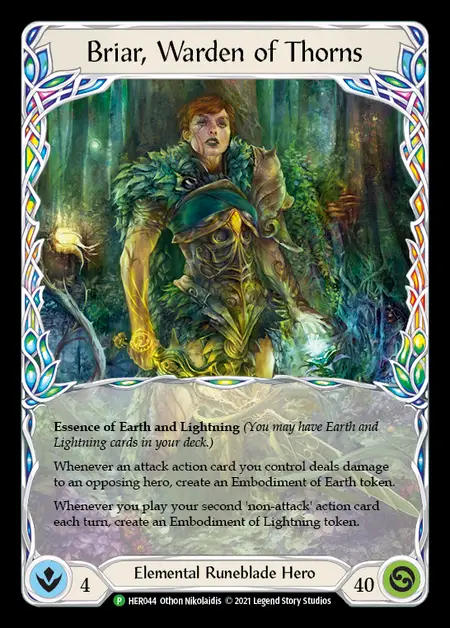 Briar, Warden of Thorns
Essence of Earth and Lightning (You may have Earth and
Lightning cards in your deck.)
Whenever an attack action card you control deals damage
to an opposing hero, create an Embodiment of Earth token.
Whenever you play your second 'non-attack' action card
each turn, create an Embodiment of Lightning token.
4
Elemental Runeblade Hero
40
P HER044 Othon Nikolaidis © 2021 Legend Story Studios